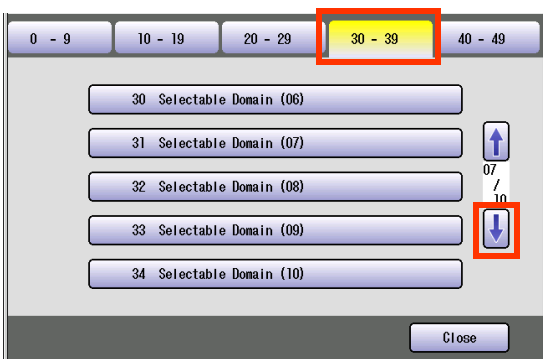 0 - 9 10 - 19 20 - 29 30 - 39 40 - 49
30 Selectable Domain (06)
31 Selectable Domain (07)
32 Selectable Domain (08)
33 Selectable Domain (09)
34 Selectable Domain (10)
07
/
10
Close